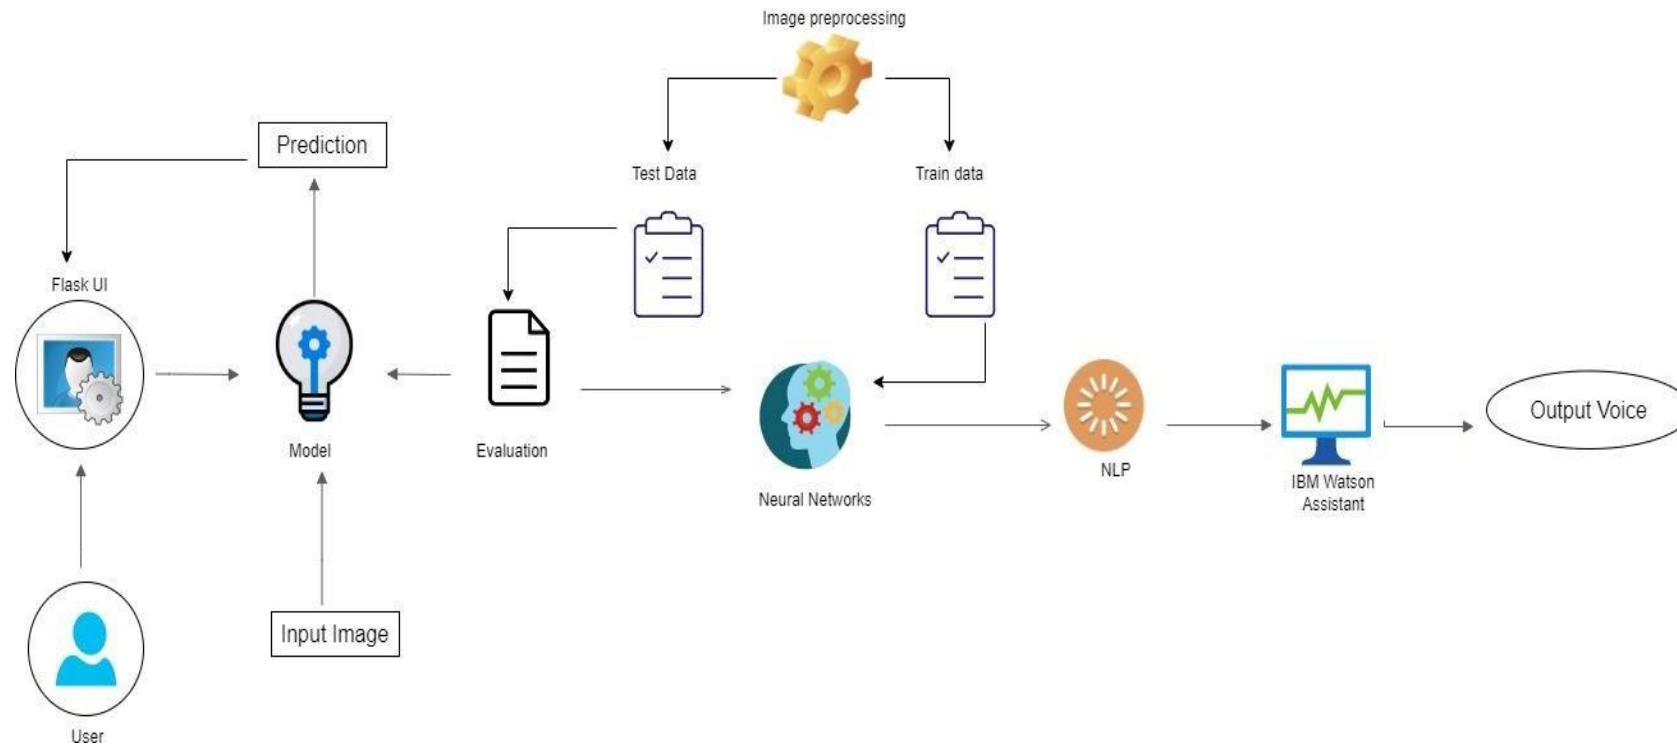 Image preprocessing
Prediction
Test Data
Train data
Flask UI
Model
Evaluation
Neural Networks
NLP
IBM Watson
Assistant
Output Voice
Input Image
User